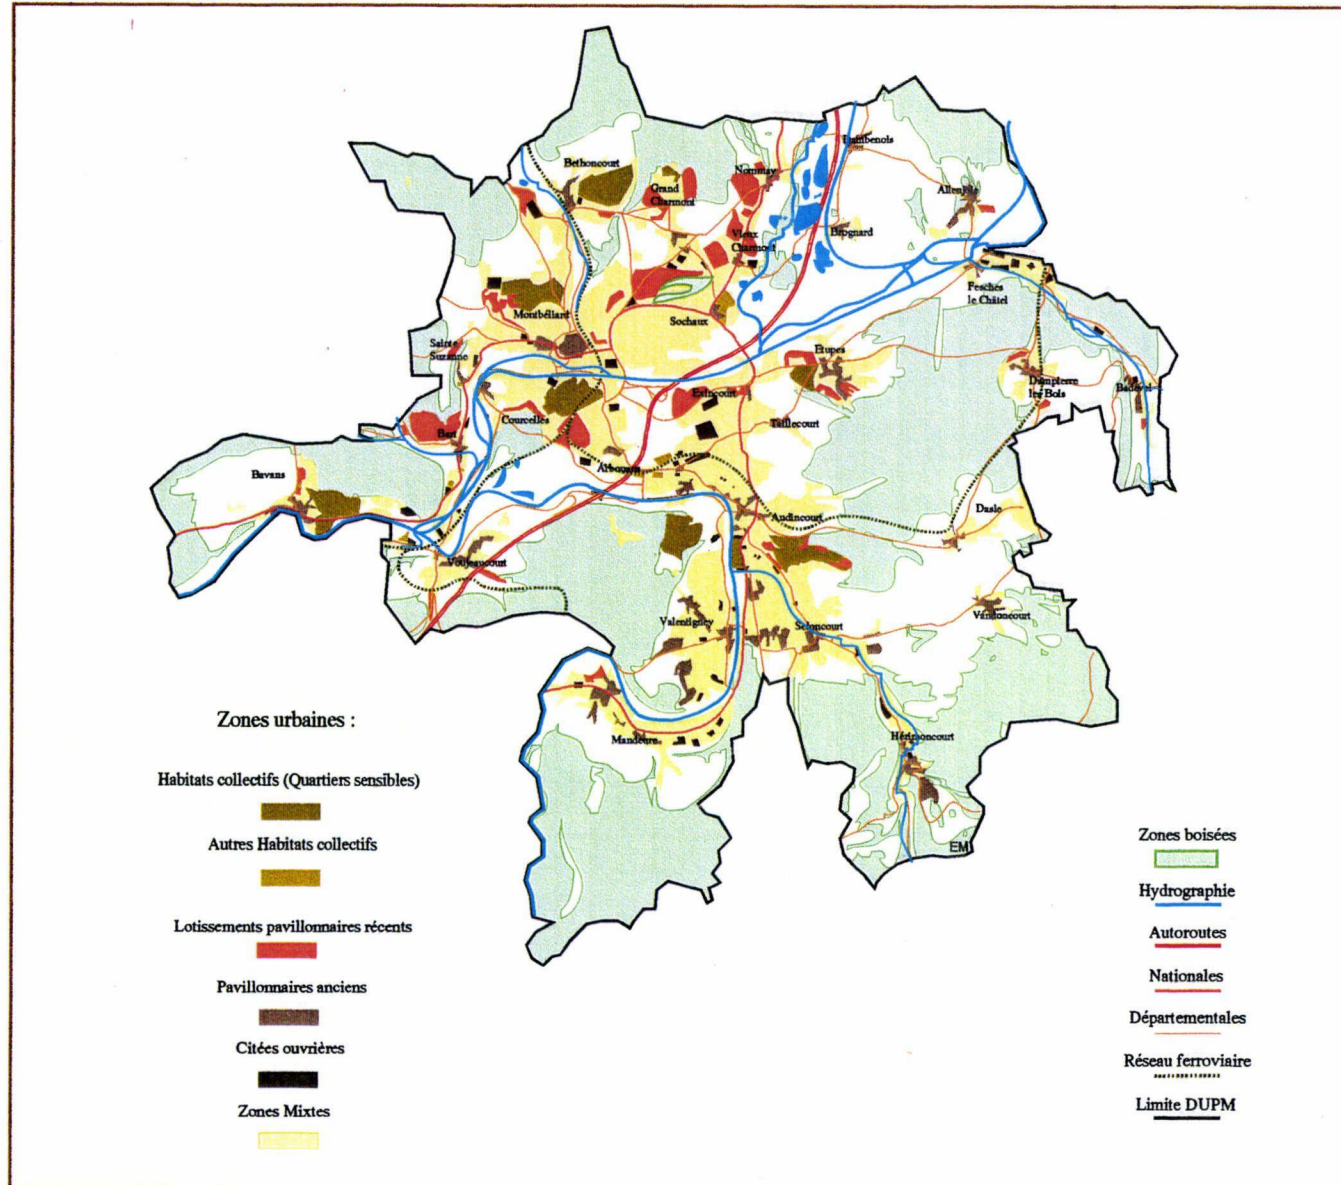 Dambenois
Bethoncourt
Nommay
Grand
Charmont
Allenjoie
Vieux
Charmont
Brognard
Fesches
le Châtel
Montbéliard
Sochaux
Sainte
Suzanne
Etupes
Dampierre
les Bois
Badevel
Exincourt
Courcelles
Taillecourt
Bart
Arbouans
Bavans
Dasle
Audincourt
Voujeaucourt
Vandoncourt
Valentigney
Seloncourt
Mandeure
Hérimoncourt
EM
Zones urbaines :
Habitats collectifs (Quartiers sensibles)
Autres Habitats collectifs
Lotissements pavillonnaires récents
Pavillonnaires anciens
Citées ouvrières
Zones Mixtes
Zones boisées
Hydrographie
Autoroutes
Nationales
Départementales
Réseau ferroviaire
Limite DUPM